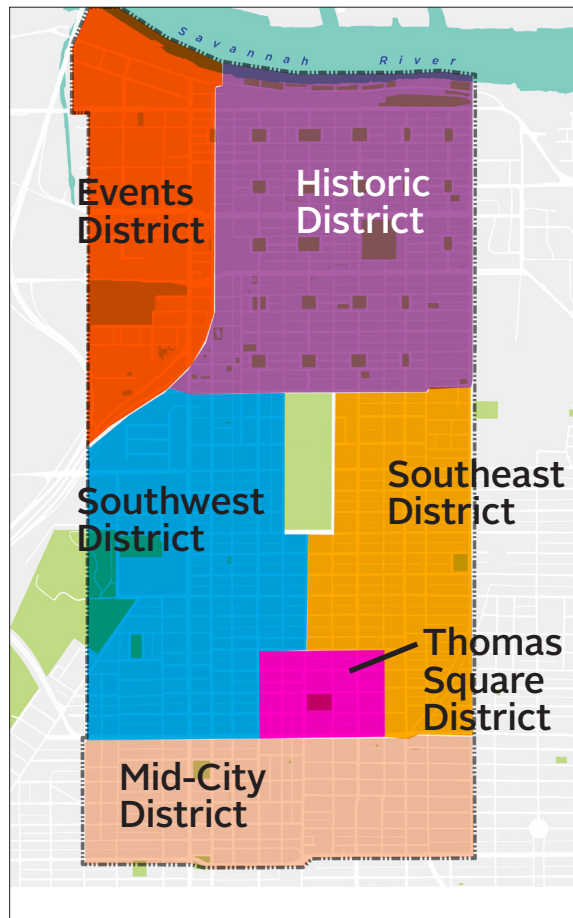 Savannah River
Events
District
Historic
District
Southwest
District
Southeast
District
Thomas
Square
District
Mid-City
District